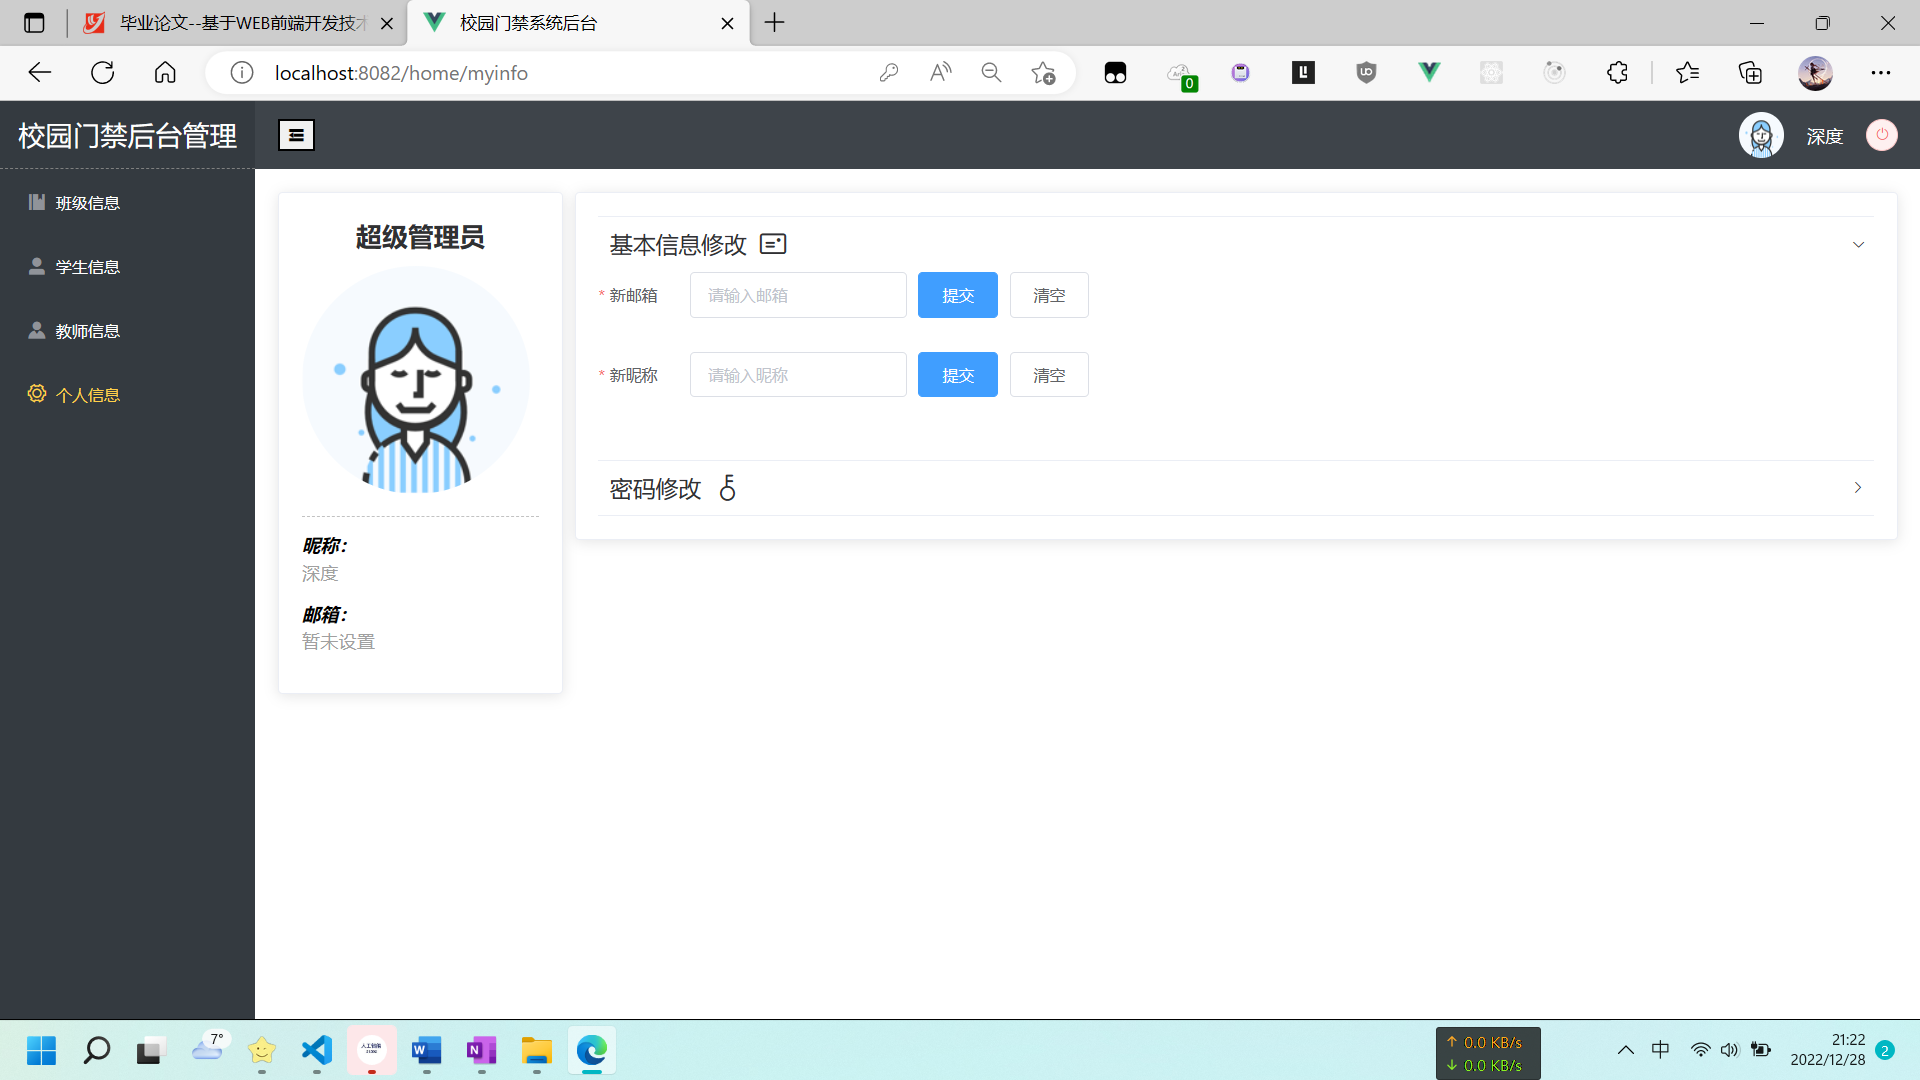 毕业论文--基于WEB前端开发技
校园门禁系统后台
localhost:8082/home/myinfo
0
校园门禁后台管理
深度
班级信息
学生信息
教师信息
个人信息
超级管理员
昵称：
深度
邮箱：
暂未设置
基本信息修改
* 新邮箱 请输入邮箱 提交 清空
* 新昵称 请输入昵称 提交 清空
密码修改
7°
↑ 0.0 KB/s
↓ 0.0 KB/s
中
21:22
2022/12/28
2